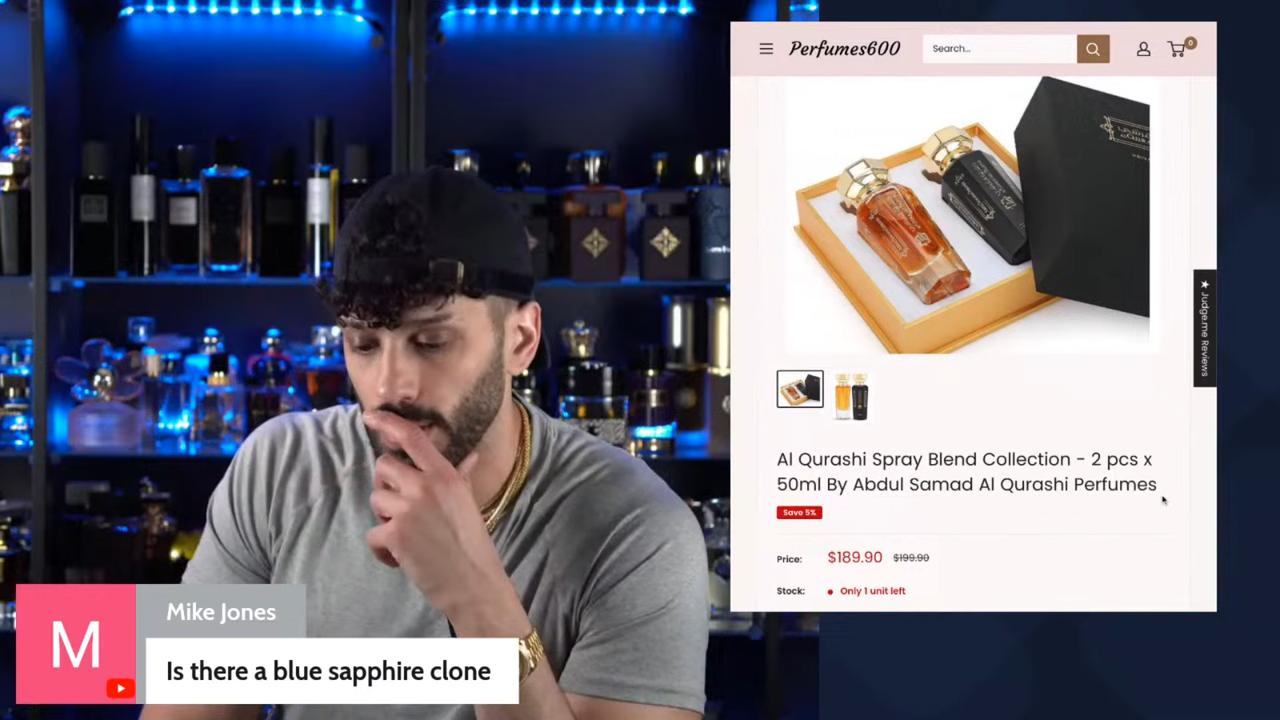 Perfumes600
Search...
0
★ Judge.me Reviews
Al Qurashi Spray Blend Collection - 2 pcs x
50ml By Abdul Samad Al Qurashi Perfumes
Save 5%
Price: $189.90 $199.90
Stock: Only 1 unit left
M
Mike Jones
Is there a blue sapphire clone